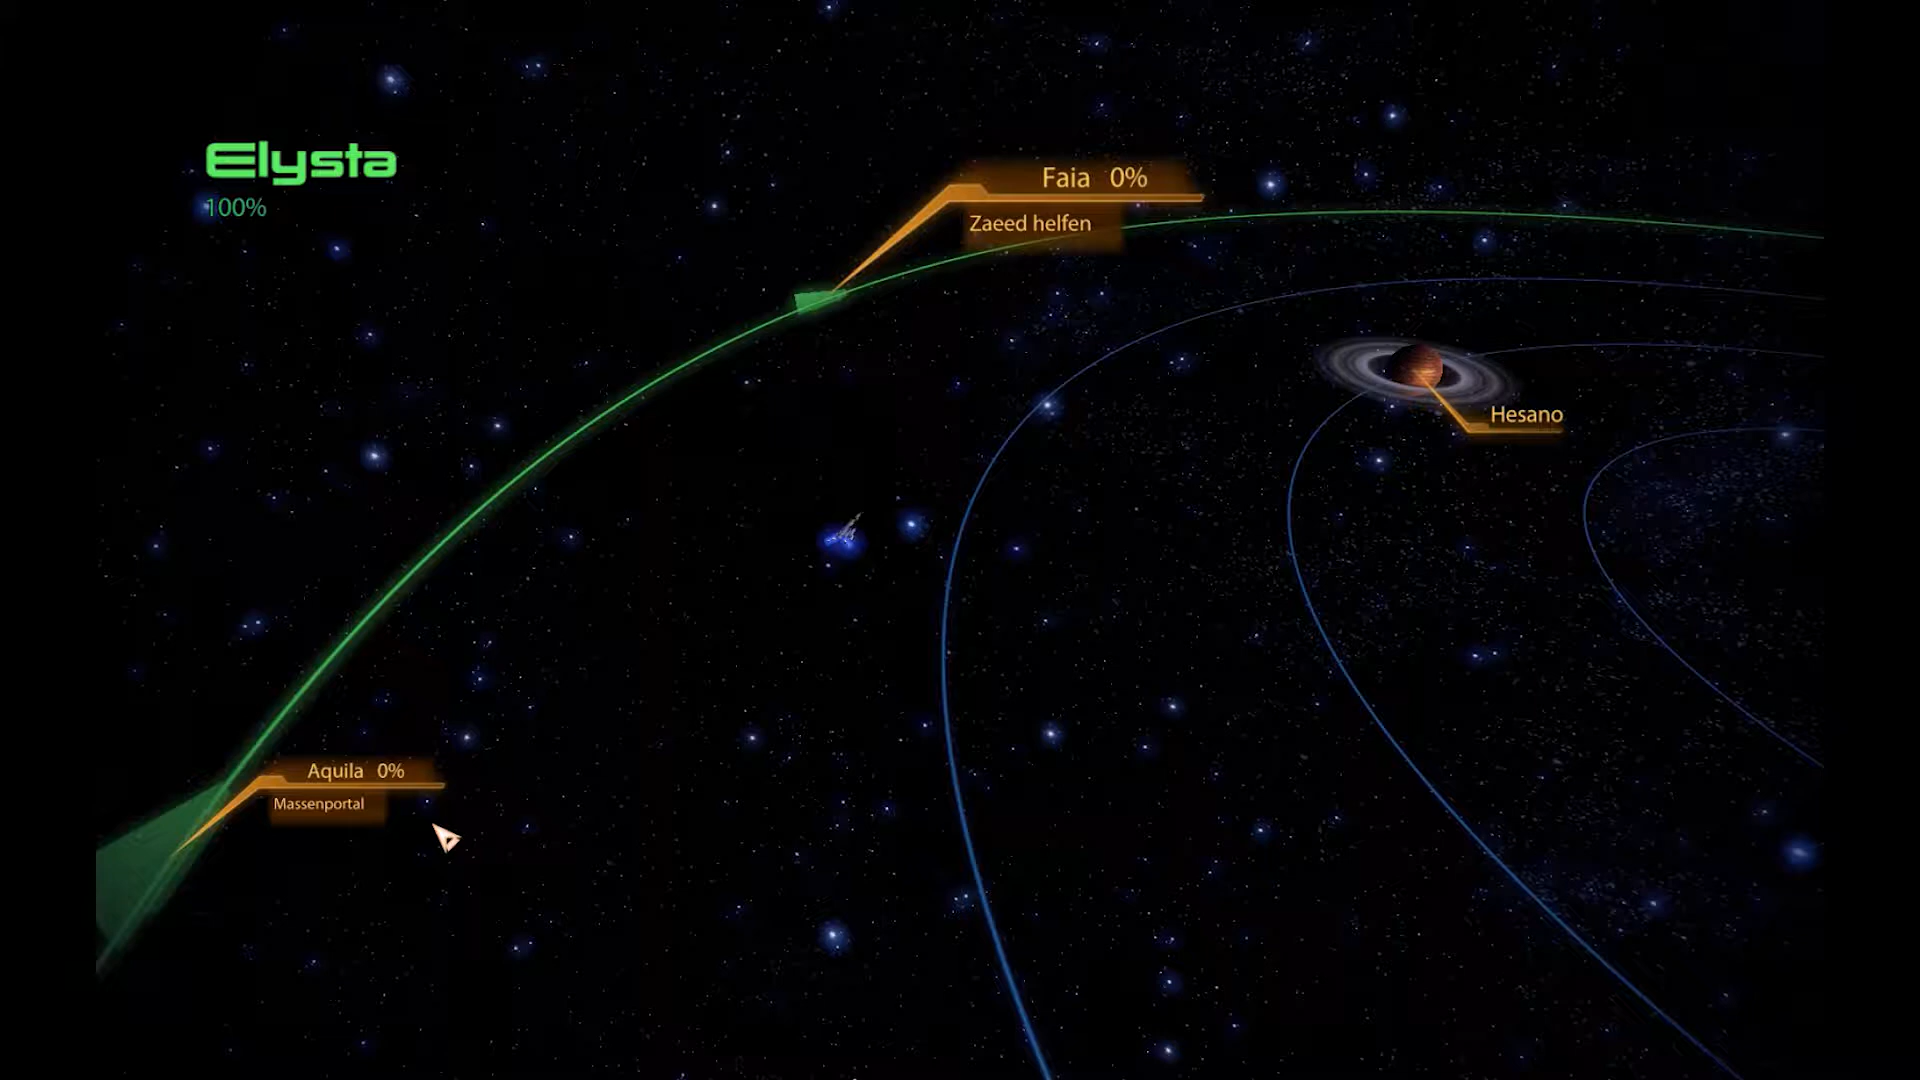 Elysta
100%
Faia 0%
Zaeed helfen
Hesano
Aquila 0%
Massenportal